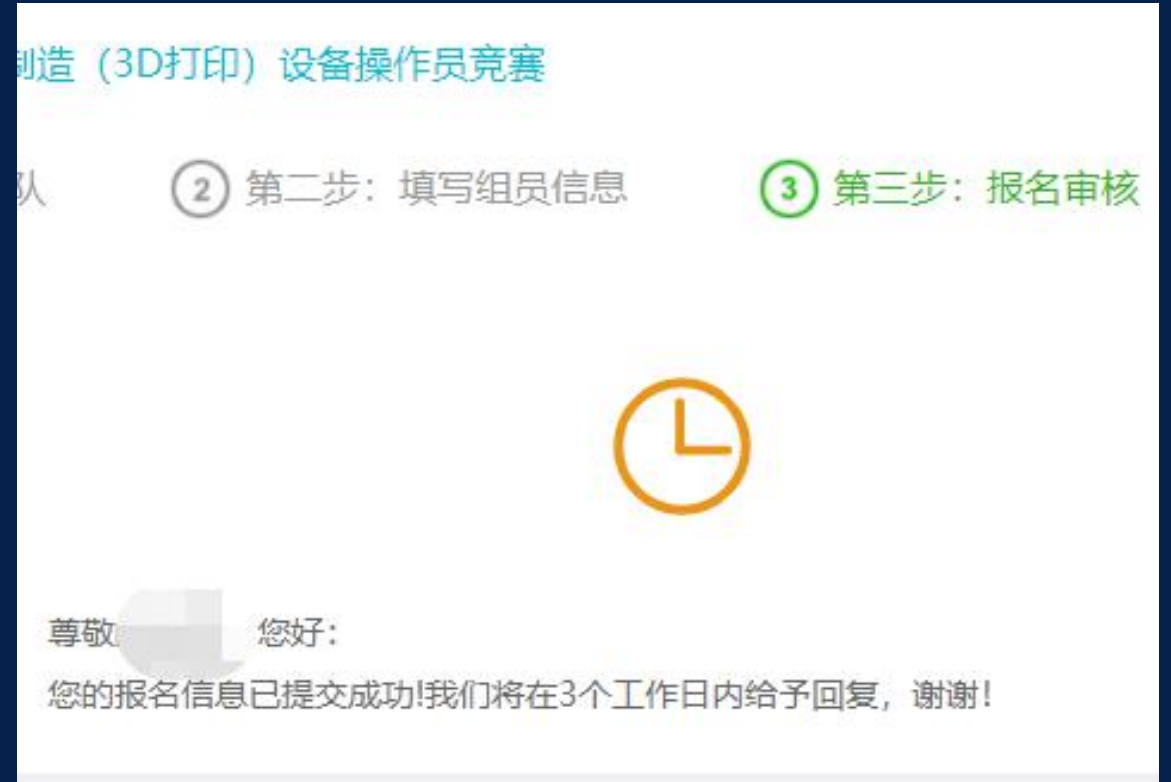 造（3D打印）设备操作员竞赛
队 2 第二步：填写组员信息 3 第三步：报名审核
尊敬 您好：
您的报名信息已提交成功!我们将在3个工作日内给予回复，谢谢！